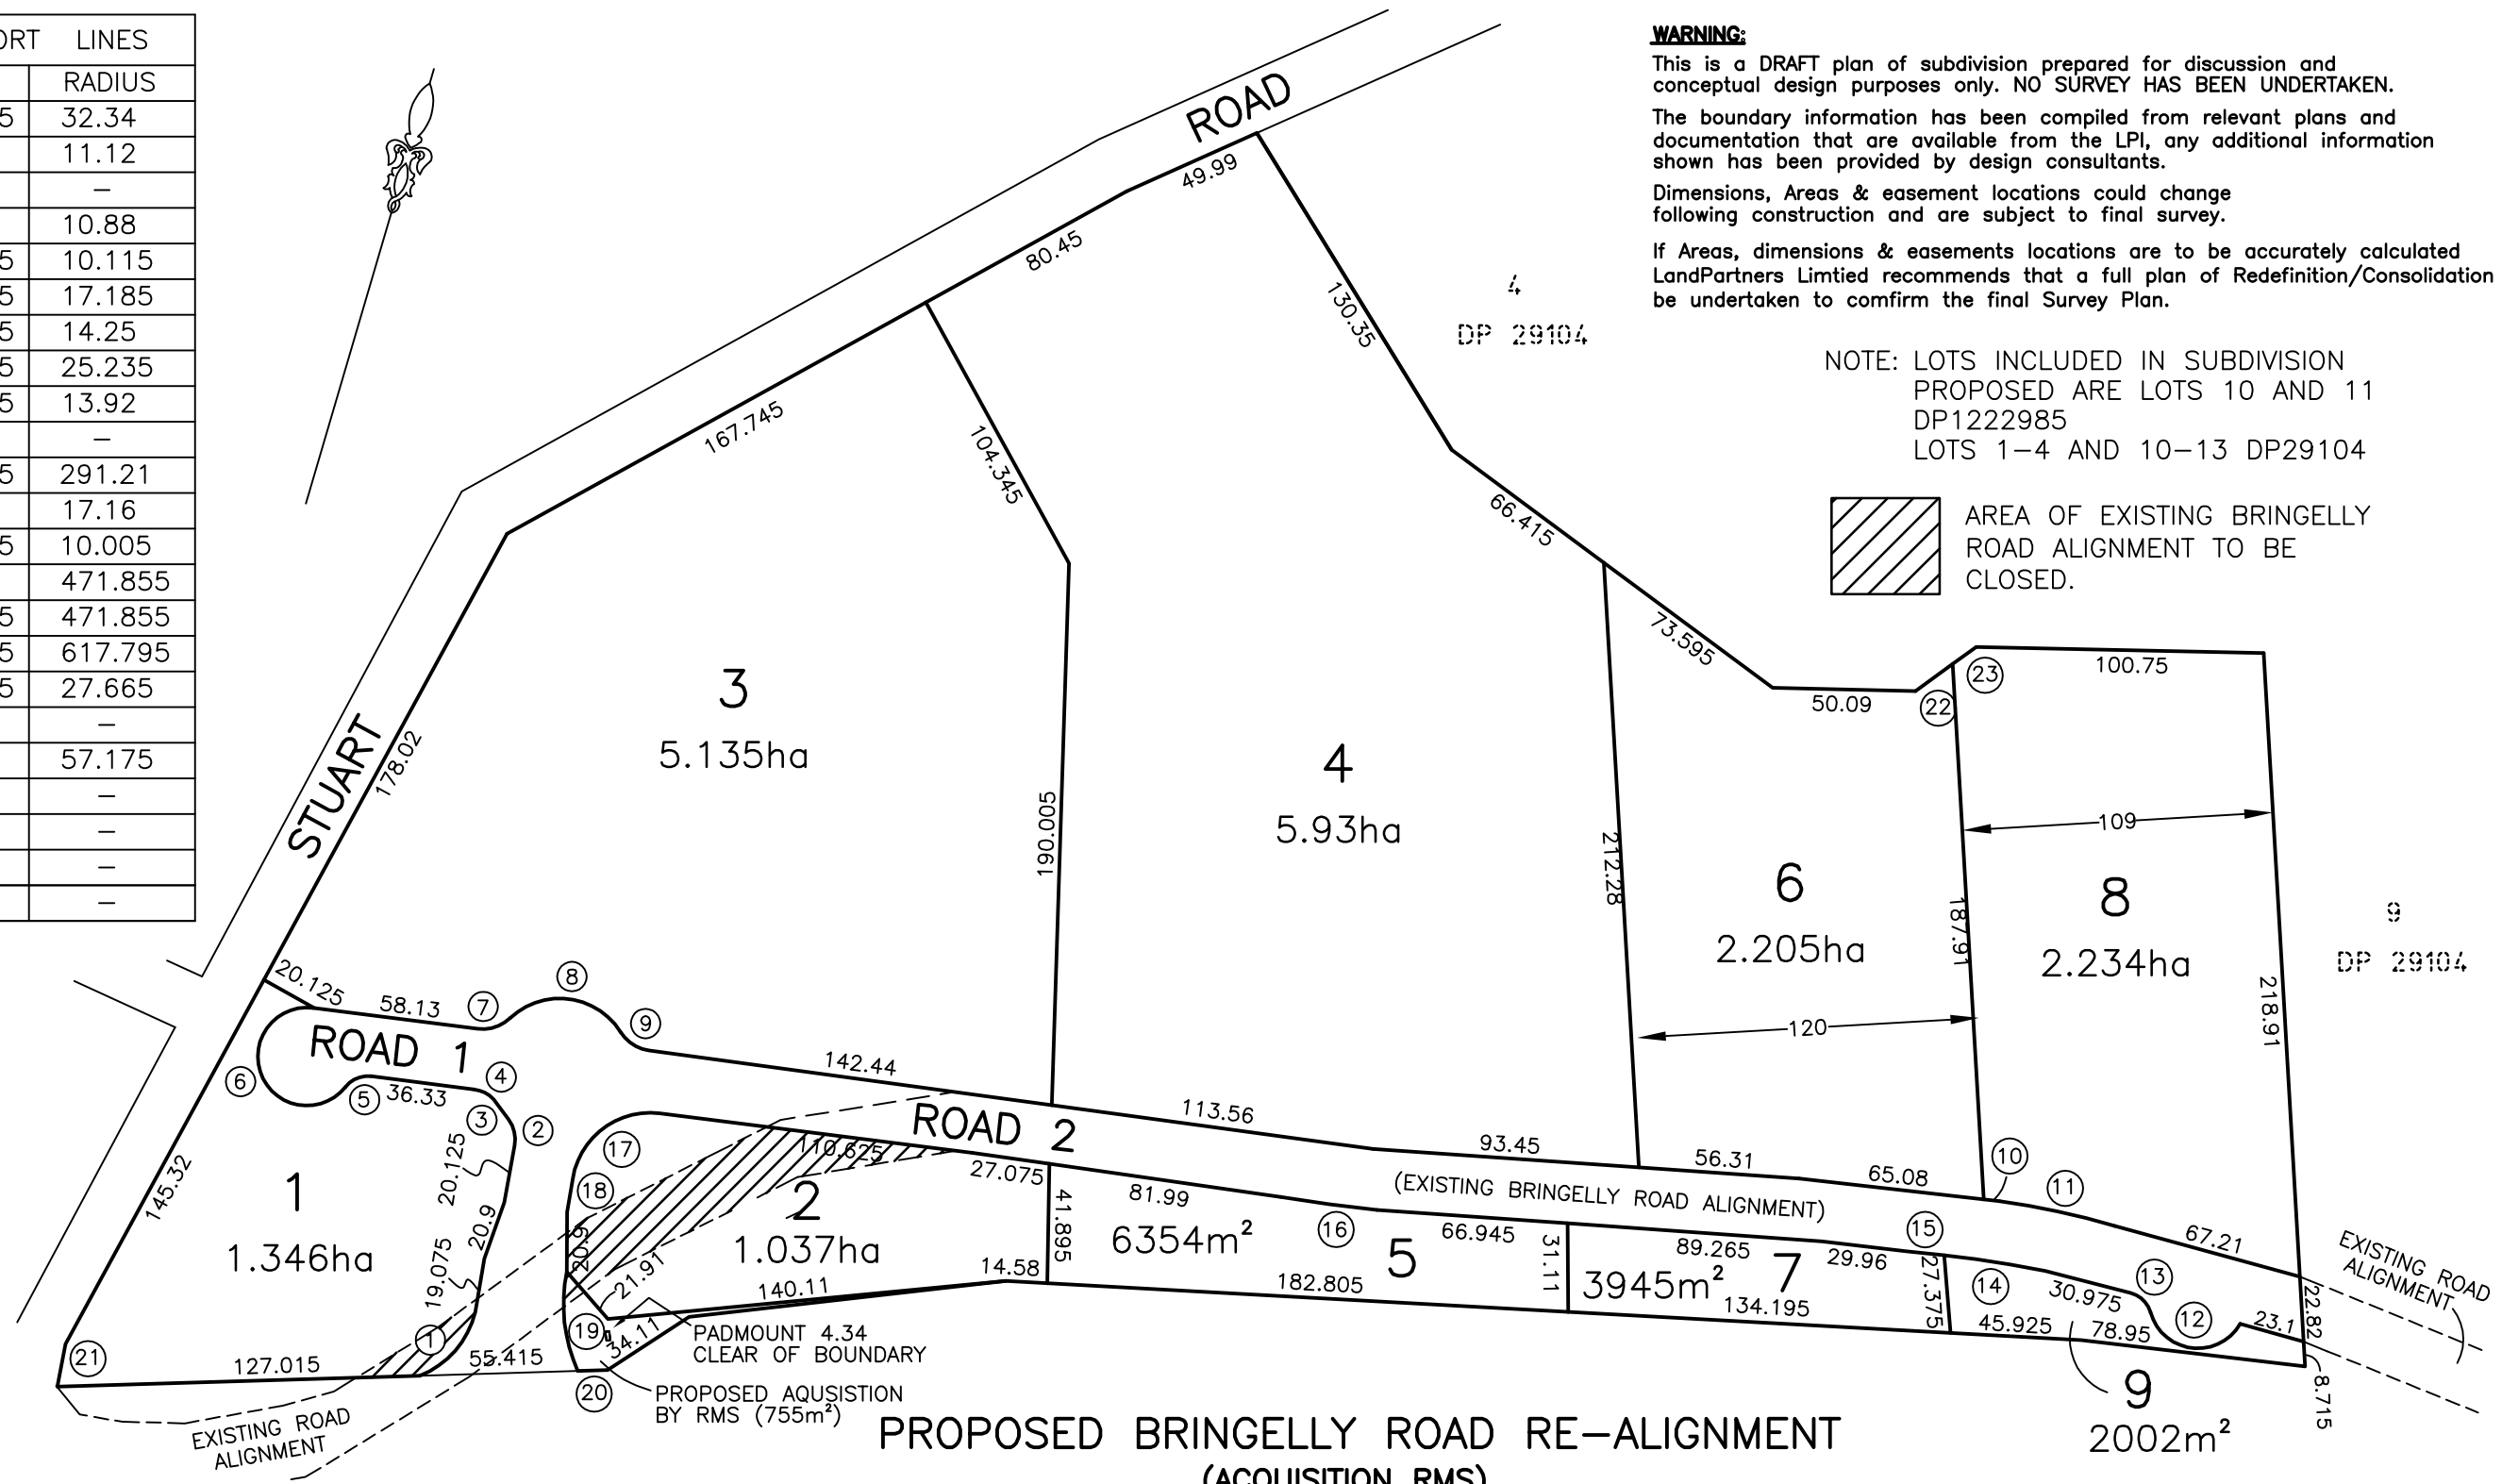 ORT LINES
RADIUS
5 32.34
11.12
–
10.88
5 10.115
5 17.185
5 14.25
5 25.235
5 13.92
–
5 291.21
17.16
5 10.005
471.855
5 471.855
5 617.795
5 27.665
–
57.175
–
–
–
–
WARNING:
This is a DRAFT plan of subdivision prepared for discussion and
conceptual design purposes only. NO SURVEY HAS BEEN UNDERTAKEN.
The boundary information has been compiled from relevant plans and
documentation that are available from the LPI, any additional information
shown has been provided by design consultants.
Dimensions, Areas & easement locations could change
following construction and are subject to final survey.
If Areas, dimensions & easements locations are to be accurately calculated
LandPartners Limtied recommends that a full plan of Redefinition/Consolidation
be undertaken to comfirm the final Survey Plan.
NOTE: LOTS INCLUDED IN SUBDIVISION
PROPOSED ARE LOTS 10 AND 11
DP1222985
LOTS 1–4 AND 10–13 DP29104
AREA OF EXISTING BRINGELLY
ROAD ALIGNMENT TO BE
CLOSED.
STUART
ROAD
49.99
80.45
167.745
178.02
145.32
130.35
104.345
190.005
66.415
73.595
50.09
100.75
22
23
4
DP 29104
9
DP 29104
3
5.135ha
4
5.93ha
6
2.205ha
8
2.234ha
109
120
212.28
187.91
218.91
20.125
58.13
7
8
9
ROAD 1
6
5
36.33
4
3
2
142.44
113.56
93.45
56.31
65.08
10
11
67.21
ROAD 2
(EXISTING BRINGELLY ROAD ALIGNMENT)
EXISTING ROAD
ALIGNMENT
1
1.346ha
20.125
20.9
19.075
1
21
127.015
55.415
EXISTING ROAD
ALIGNMENT
17
18
20.9
19
20
21.91
34.11
110.625
27.075
2
1.037ha
41.895
140.11
14.58
PADMOUNT 4.34
CLEAR OF BOUNDARY
PROPOSED AQUSISTION
BY RMS (755m²)
81.99
6354m²
16
5
66.945
182.805
31.11
89.265
3945m²
7
29.96
15
134.195
27.375
14
30.975
13
12
23.1
22.82
45.925
78.95
8.715
9
2002m²
PROPOSED BRINGELLY ROAD RE–ALIGNMENT
(ACQUISITION RMS)